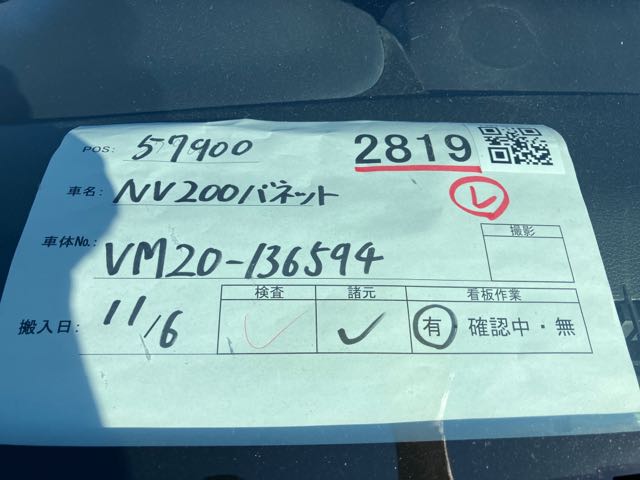 POS: 57900 2819
車名: NV200バネット レ
撮影
車体No.: VM20-136594
検査 諸元 看板作業
搬入日: 11/6 有・確認中・無